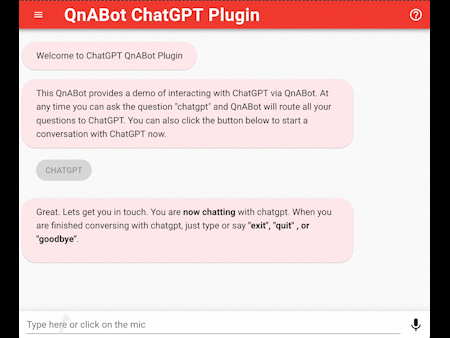 QnABot ChatGPT Plugin
Welcome to ChatGPT QnABot Plugin
This QnABot provides a demo of interacting with ChatGPT via QnABot. At
any time you can ask the question "chatgpt" and QnABot will route all your
questions to ChatGPT. You can also click the button below to start a
conversation with ChatGPT now.
CHATGPT
Great. Lets get you in touch. You are now chatting with chatgpt. When you
are finished conversing with chatgpt, just type or say "exit", "quit" , or
"goodbye".
Type here or click on the mic